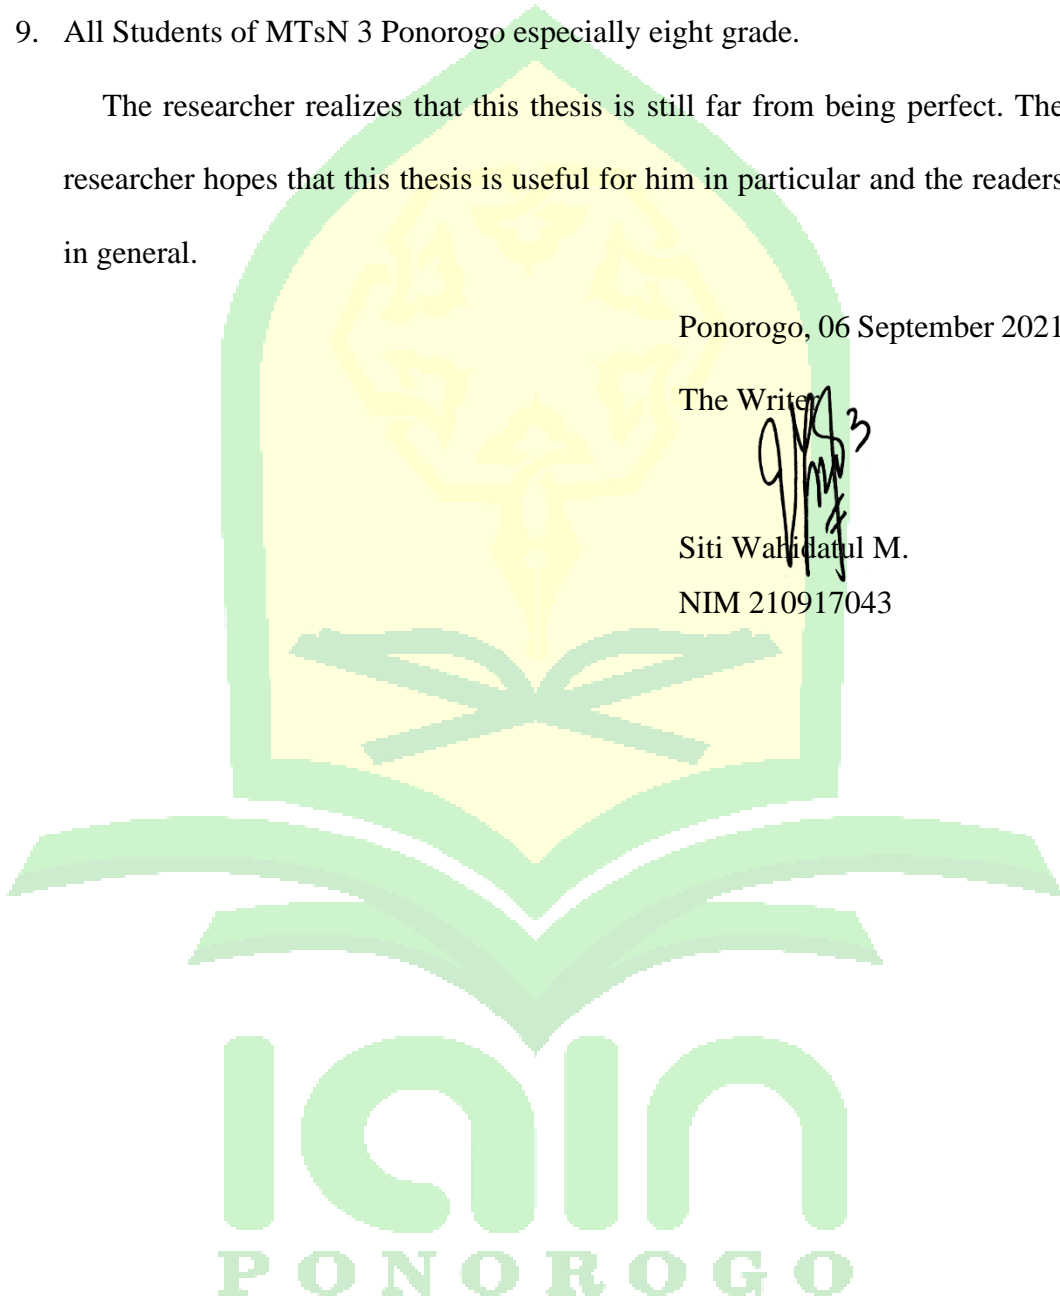 9. All Students of MTsN 3 Ponorogo especially eight grade.
The researcher realizes that this thesis is still far from being perfect. The
researcher hopes that this thesis is useful for him in particular and the readers
in general.
Ponorogo, 06 September 2021
The Writer
Siti Wahidatul M.
NIM 210917043
iain
PONOROGO